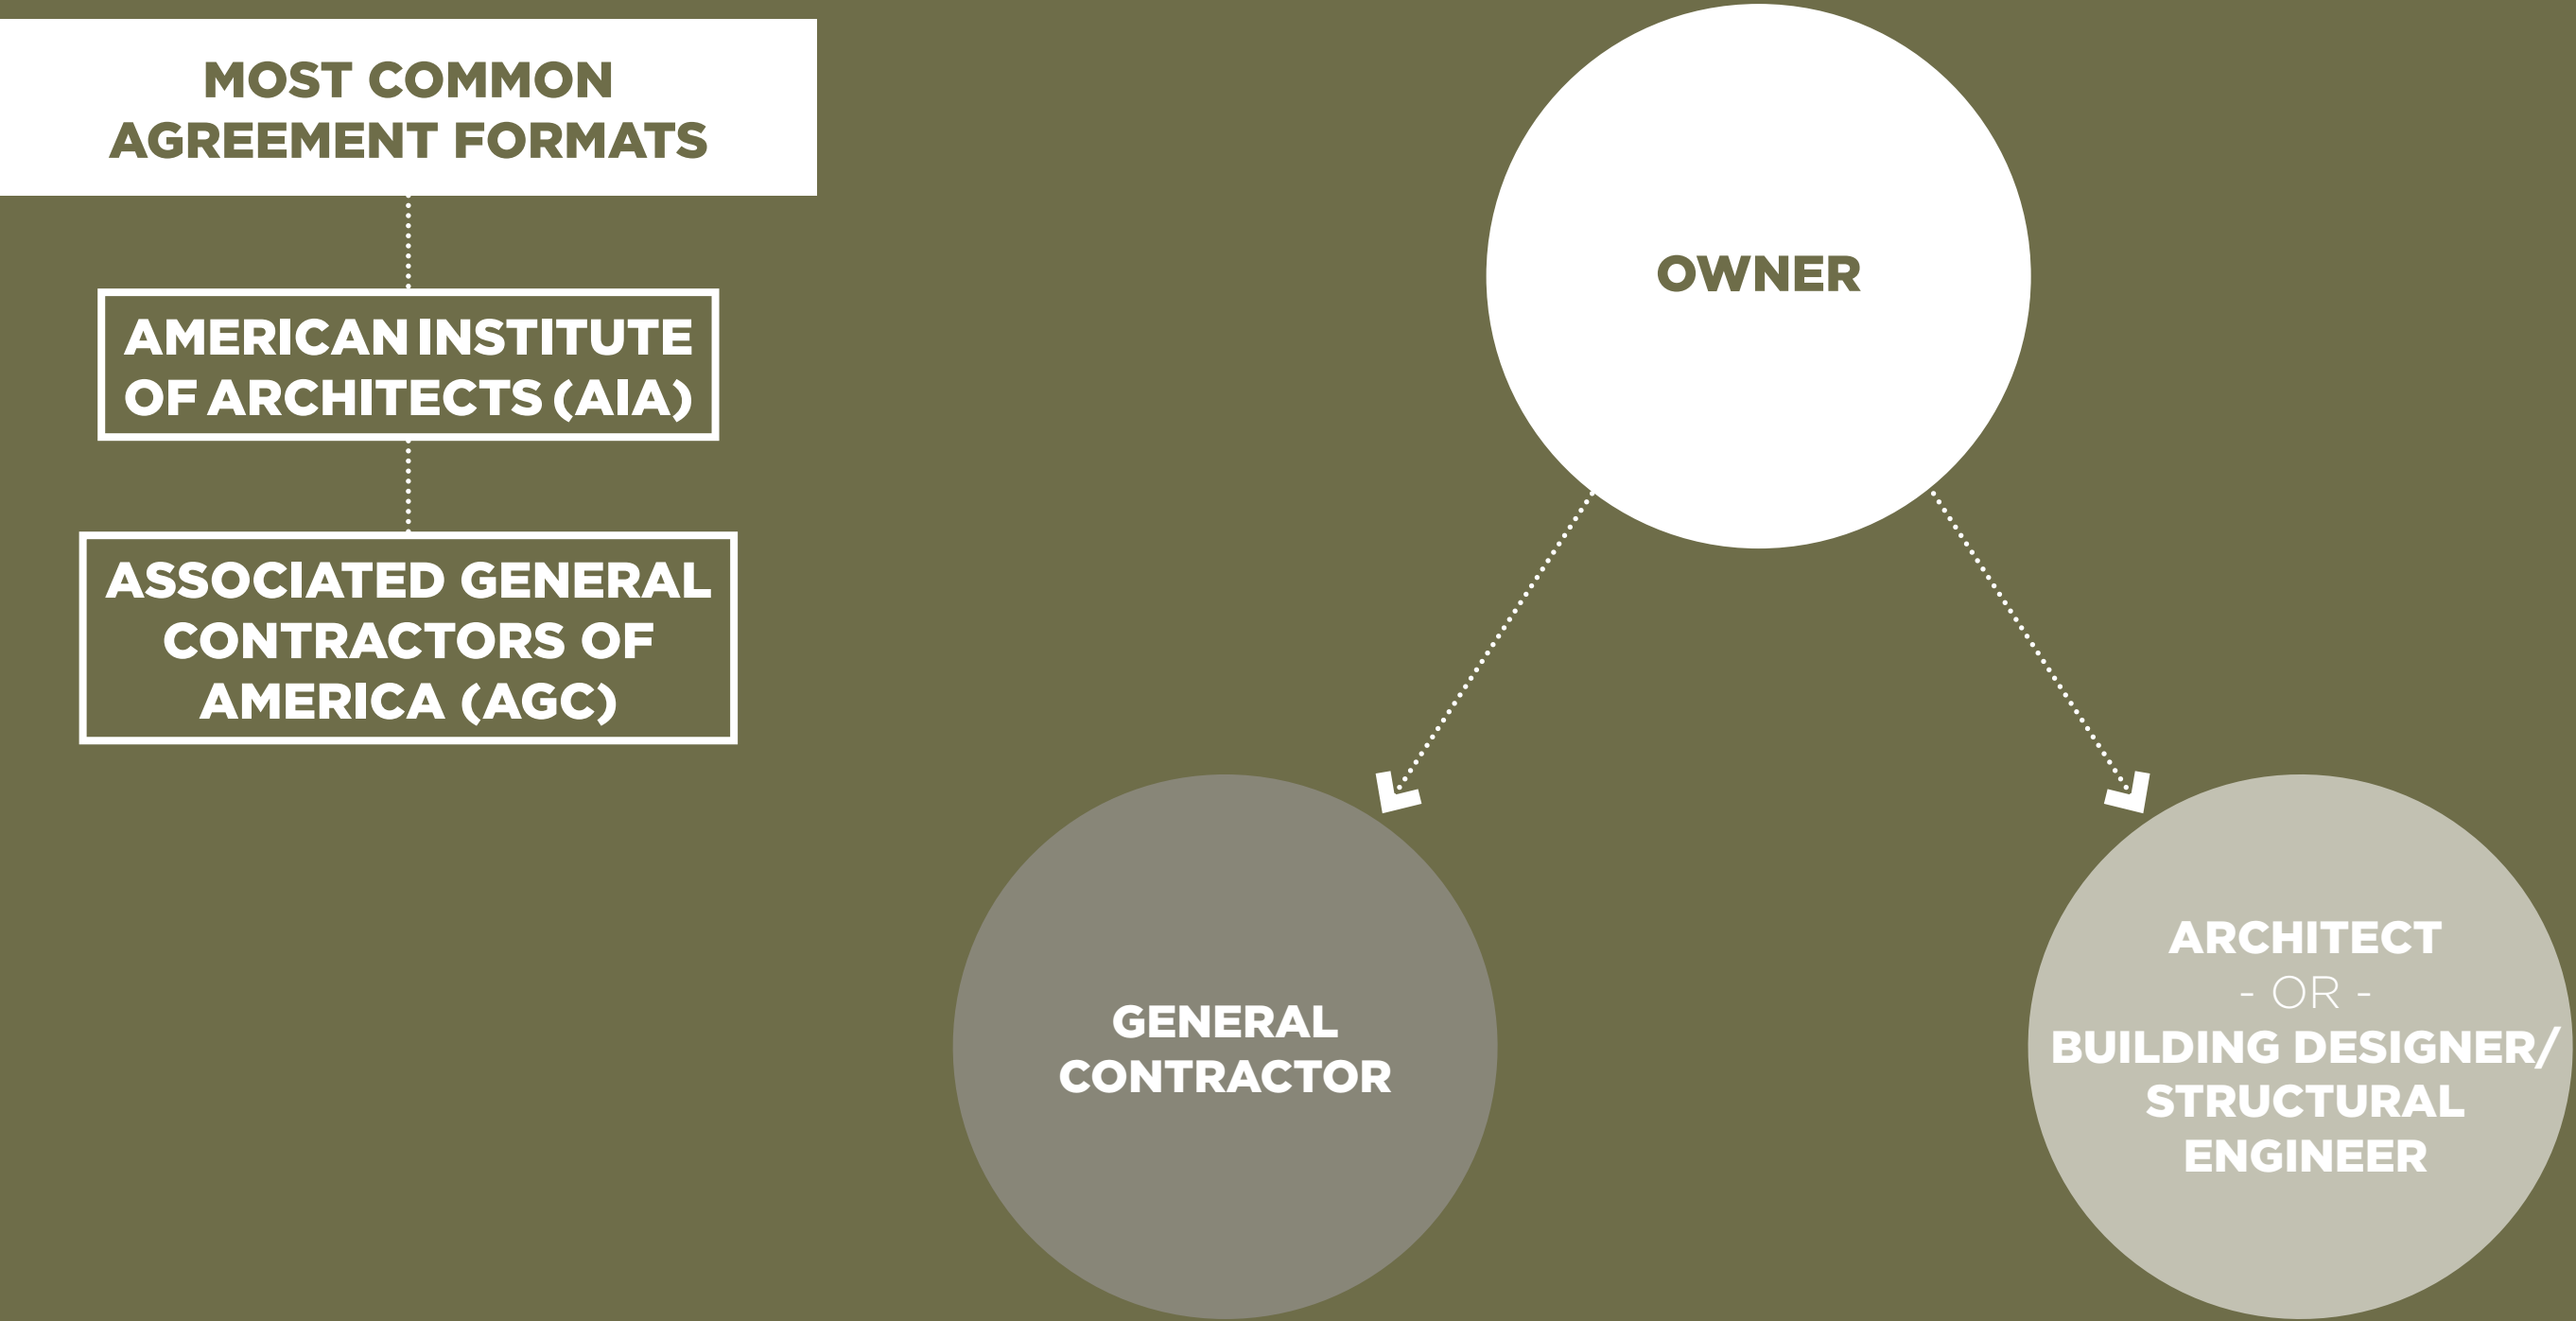 MOST COMMON
AGREEMENT FORMATS
AMERICAN INSTITUTE
OF ARCHITECTS (AIA)
ASSOCIATED GENERAL
CONTRACTORS OF
AMERICA (AGC)
OWNER
GENERAL
CONTRACTOR
ARCHITECT
- OR -
BUILDING DESIGNER/
STRUCTURAL
ENGINEER